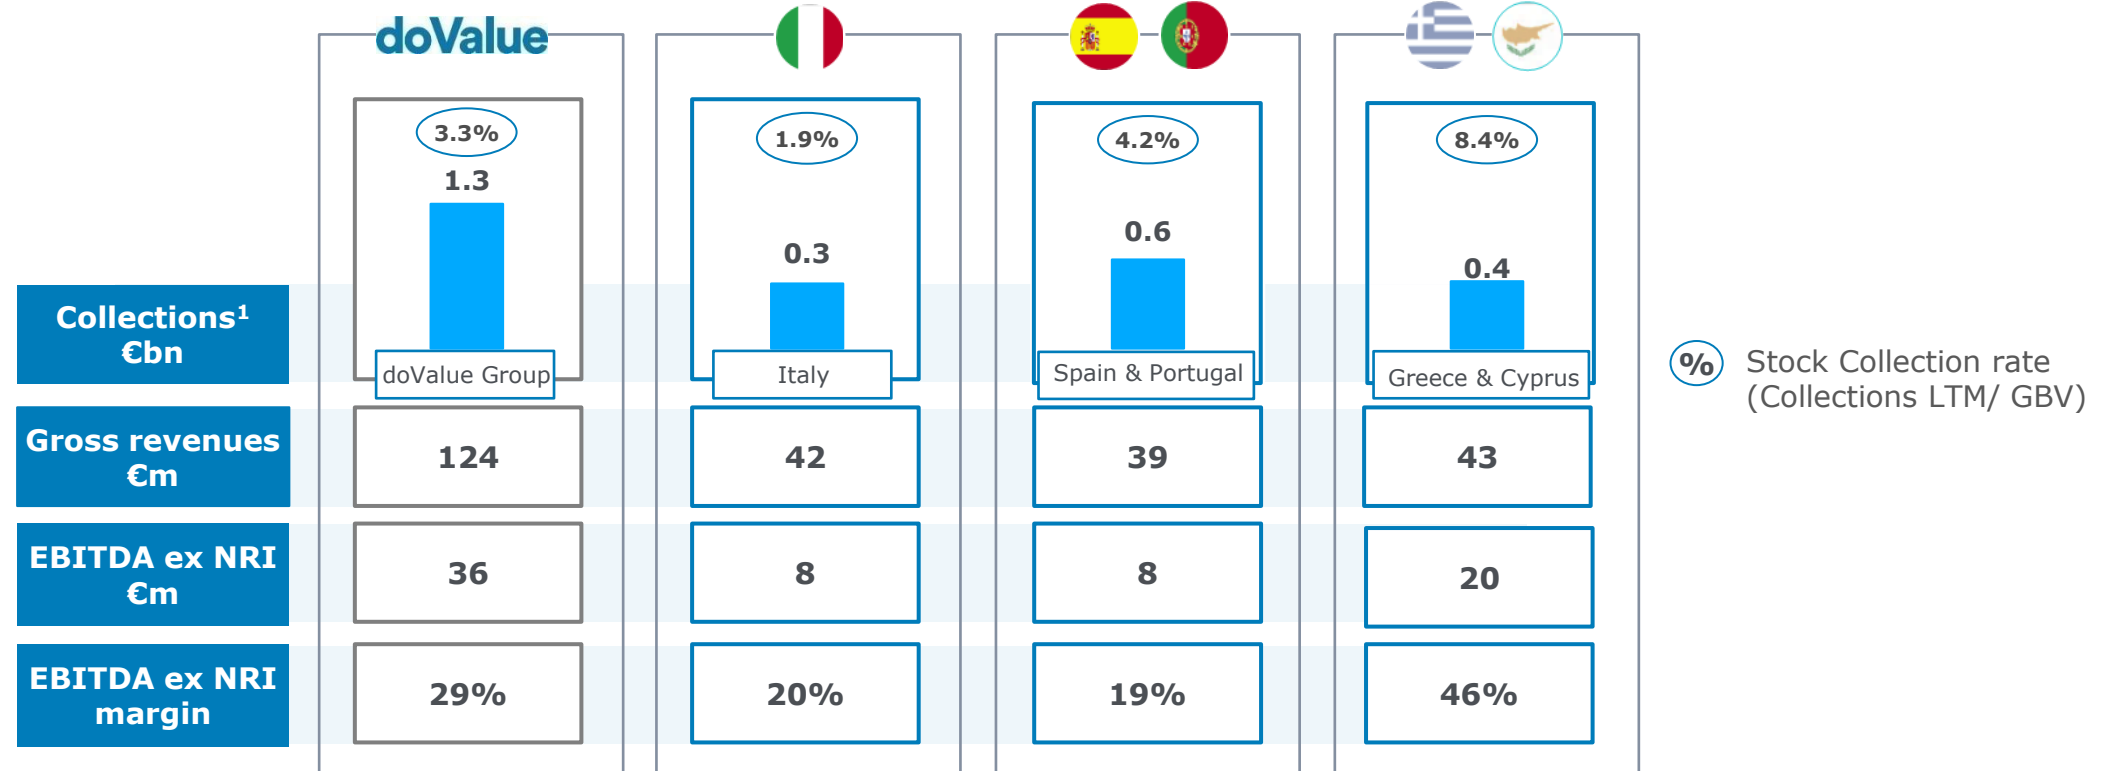 doValue
3.3%
1.9%
4.2%
8.4%
1.3
0.3
0.6
0.4
Collections¹
€bn
doValue Group
Italy
Spain & Portugal
Greece & Cyprus
% Stock Collection rate
(Collections LTM/ GBV)
Gross revenues
€m
124
42
39
43
EBITDA ex NRI
€m
36
8
8
20
EBITDA ex NRI
margin
29%
20%
19%
46%